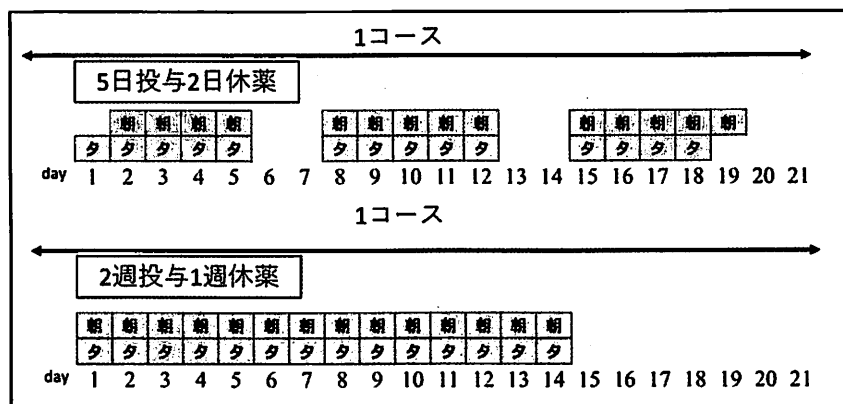 1コース
5日投与2日休薬
朝 朝 朝 朝 朝 朝 朝 朝 朝 朝 朝 朝 朝 朝
夕 夕 夕 夕 夕 夕 夕 夕 夕 夕 夕 夕 夕 夕
day 1 2 3 4 5 6 7 8 9 10 11 12 13 14 15 16 17 18 19 20 21
1コース
2週投与1週休薬
朝 朝 朝 朝 朝 朝 朝 朝 朝 朝 朝 朝 朝 朝
夕 夕 夕 夕 夕 夕 夕 夕 夕 夕 夕 夕 夕 夕
day 1 2 3 4 5 6 7 8 9 10 11 12 13 14 15 16 17 18 19 20 21